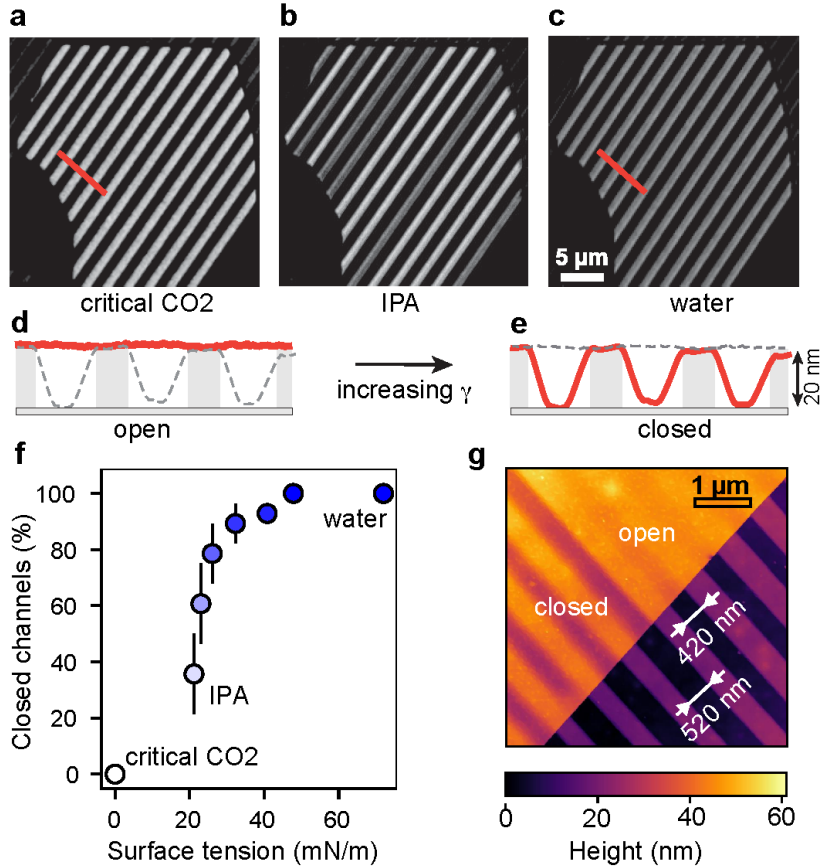 a
b
c
5 µm
critical CO2
IPA
water
d
e
increasing γ
20 nm
open
closed
f
g
100
80
60
40
20
0
Closed channels (%)
water
IPA
critical CO2
0
20
40
60
Surface tension (mN/m)
1 µm
open
closed
420 nm
520 nm
0
20
40
60
Height (nm)